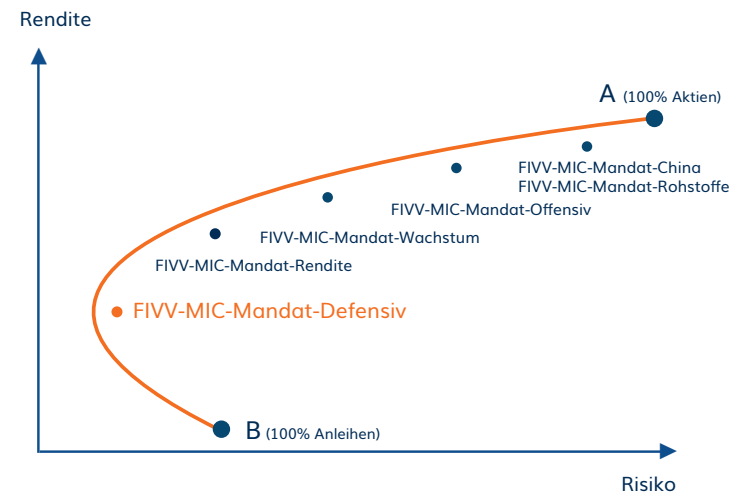 Rendite
A (100% Aktien)
FIVV-MIC-Mandat-China
FIVV-MIC-Mandat-Rohstoffe
FIVV-MIC-Mandat-Offensiv
FIVV-MIC-Mandat-Wachstum
FIVV-MIC-Mandat-Rendite
FIVV-MIC-Mandat-Defensiv
B (100% Anleihen)
Risiko